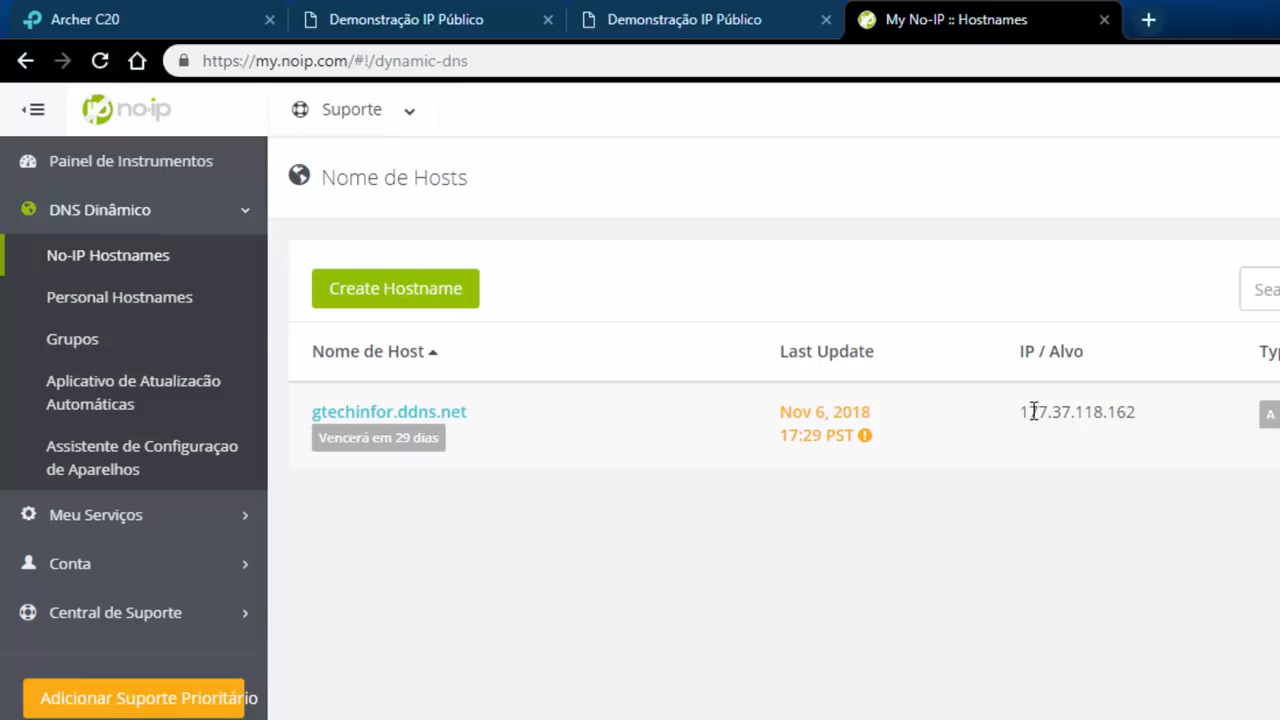 Archer C20
Demonstração IP Público
Demonstração IP Público
My No-IP :: Hostnames
https://my.noip.com/#!/dynamic-dns
no-ip
Suporte
Painel de Instrumentos
Nome de Hosts
DNS Dinâmico
No-IP Hostnames
Create Hostname
Sea
Personal Hostnames
Grupos
Nome de Host
Last Update
IP / Alvo
Typ
Aplicativo de Atualizacão
Automáticas
gtechinfor.ddns.net
Nov 6, 2018
177.37.118.162
A
Vencerá em 29 dias
17:29 PST
Assistente de Configuraçao
de Aparelhos
Meu Serviços
Conta
Central de Suporte
Adicionar Suporte Prioritário